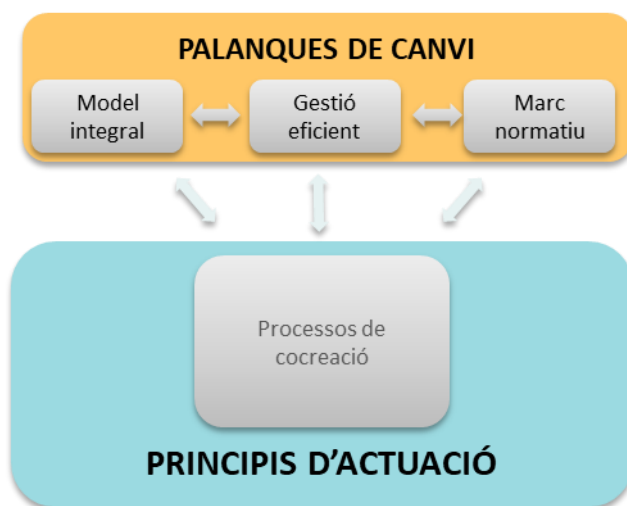 PALANQUES DE CANVI
Model
integral
Gestió
eficient
Marc
normatiu
Processos de
cocreació
PRINCIPIS D’ACTUACIÓ